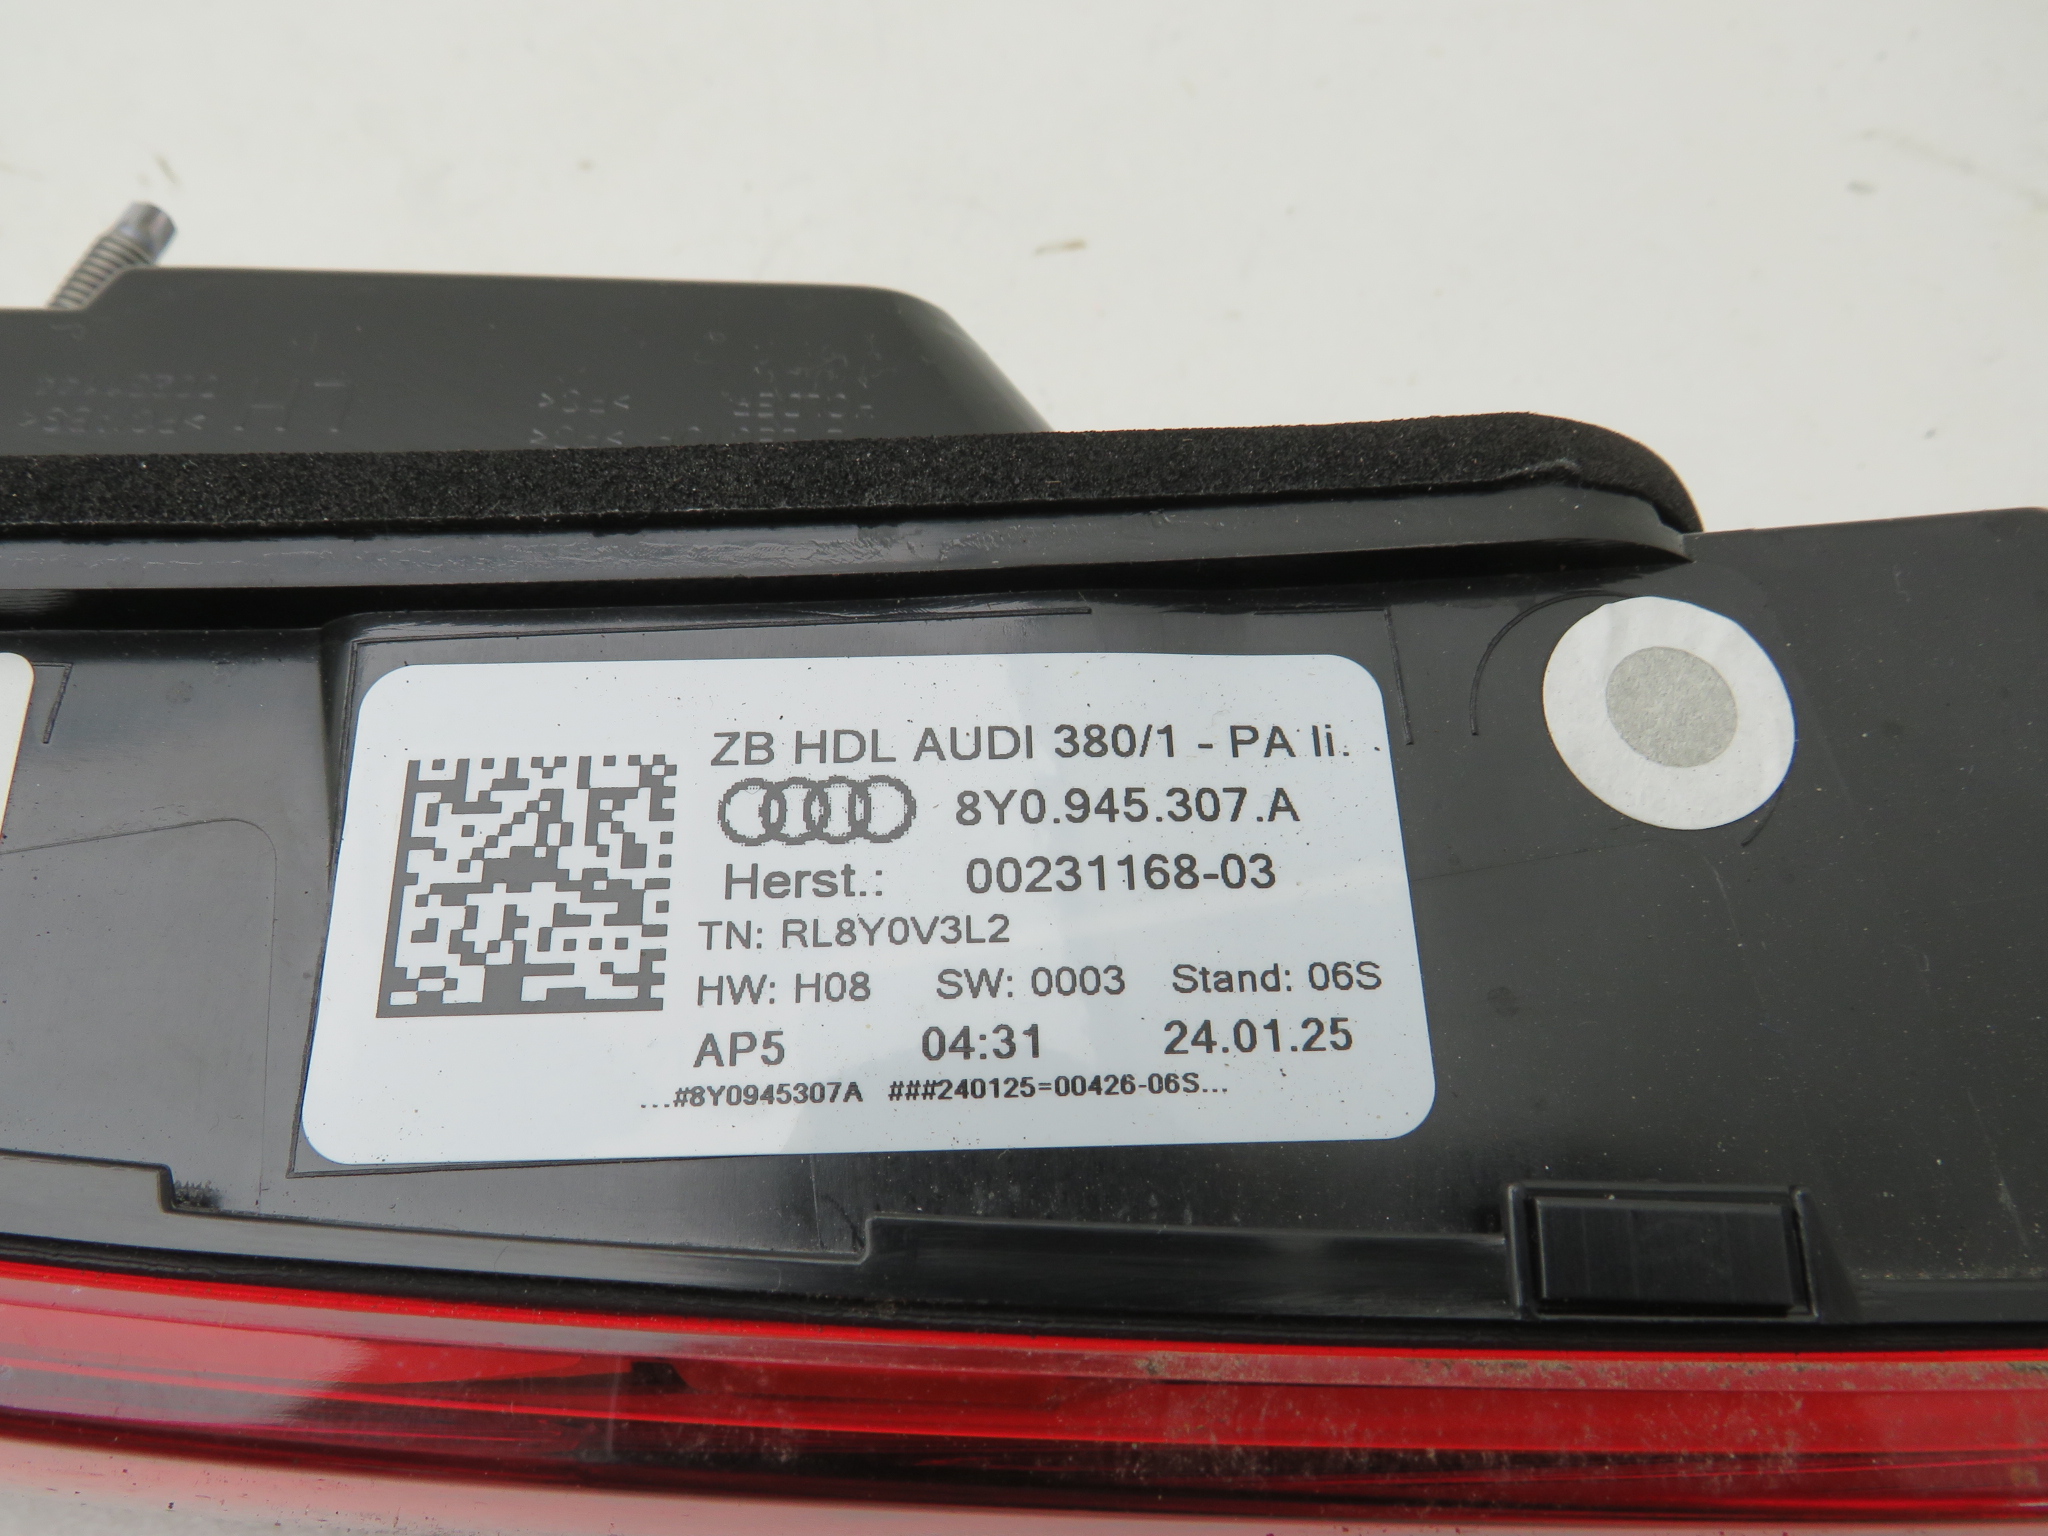 ZB HDL AUDI 380/1 - PA li.
8Y0.945.307.A
Herst.: 00231168-03
TN: RL8Y0V3L2
HW: H08 SW: 0003 Stand: 06S
AP5 04:31 24.01.25
...#8Y0945307A ###240125=00426-06S...